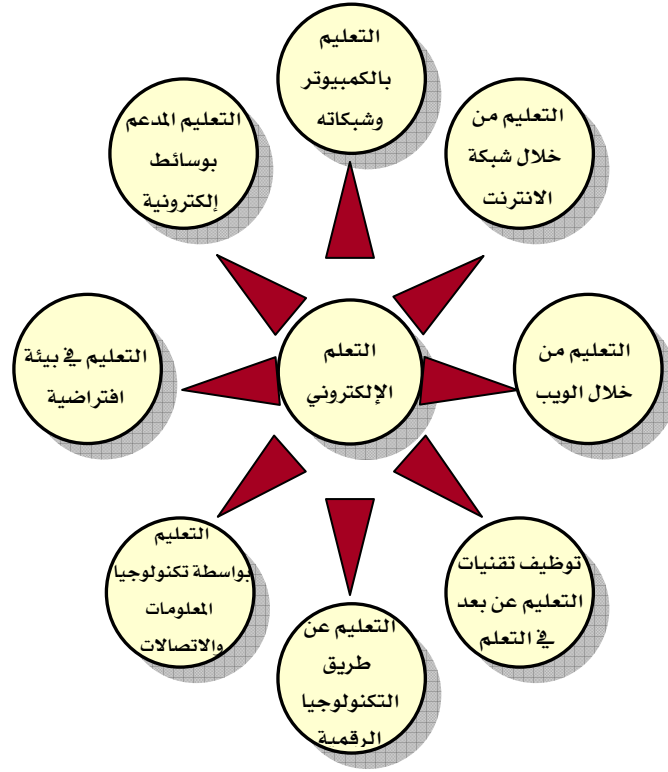 التعليم
بالكمبيوتر
وشبكاته
التعليم من
خلال شبكة
الانترنت
التعليم المدعم
بوسائط
إلكترونية
التعلم
الإلكتروني
التعليم من
خلال الويب
التعليم في بيئة
افتراضية
توظيف تقنيات
التعليم عن بعد
في التعلم
التعليم
بواسطة تكنولوجيا
المعلومات
والاتصالات
التعليم عن
طريق
التكنولوجيا
الرقمية